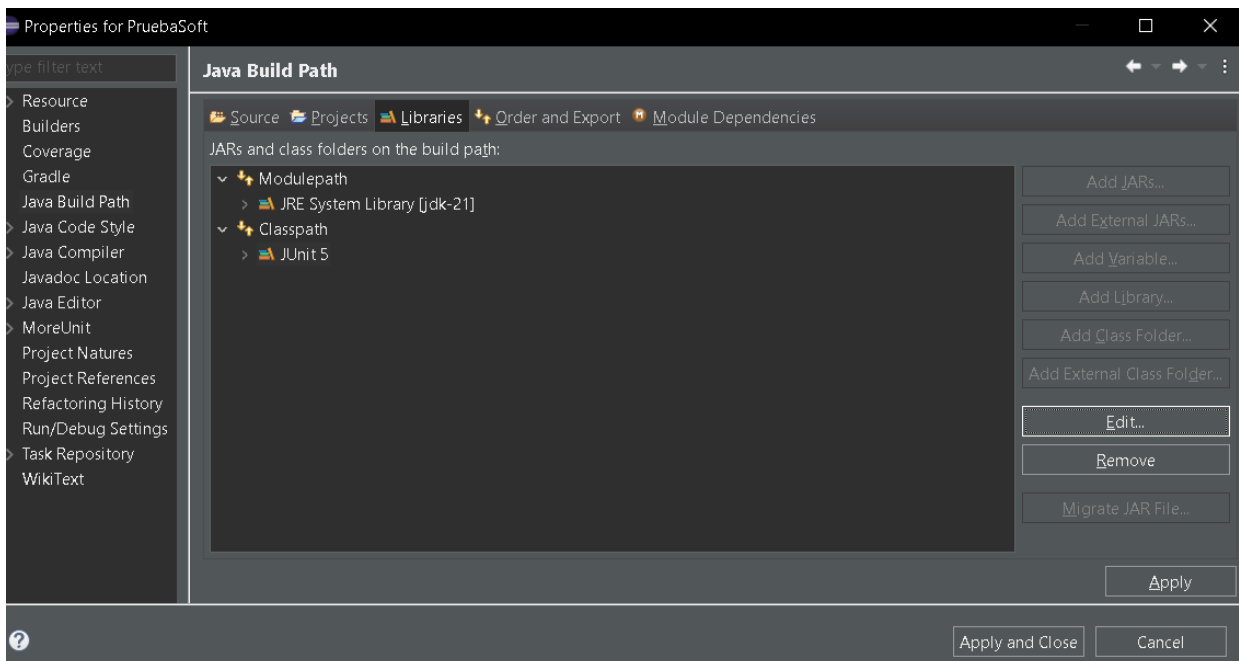 Properties for PruebaSoft
type filter text
Resource
Builders
Coverage
Gradle
Java Build Path
Java Code Style
Java Compiler
Javadoc Location
Java Editor
MoreUnit
Project Natures
Project References
Refactoring History
Run/Debug Settings
Task Repository
WikiText
Java Build Path
Source Projects Libraries Order and Export Module Dependencies
JARs and class folders on the build path:
Modulepath
JRE System Library [jdk-21]
Classpath
JUnit 5
Add JARs...
Add External JARs...
Add Variable...
Add Library...
Add Class Folder...
Add External Class Folder...
Edit...
Remove
Migrate JAR File...
Apply
Apply and Close Cancel